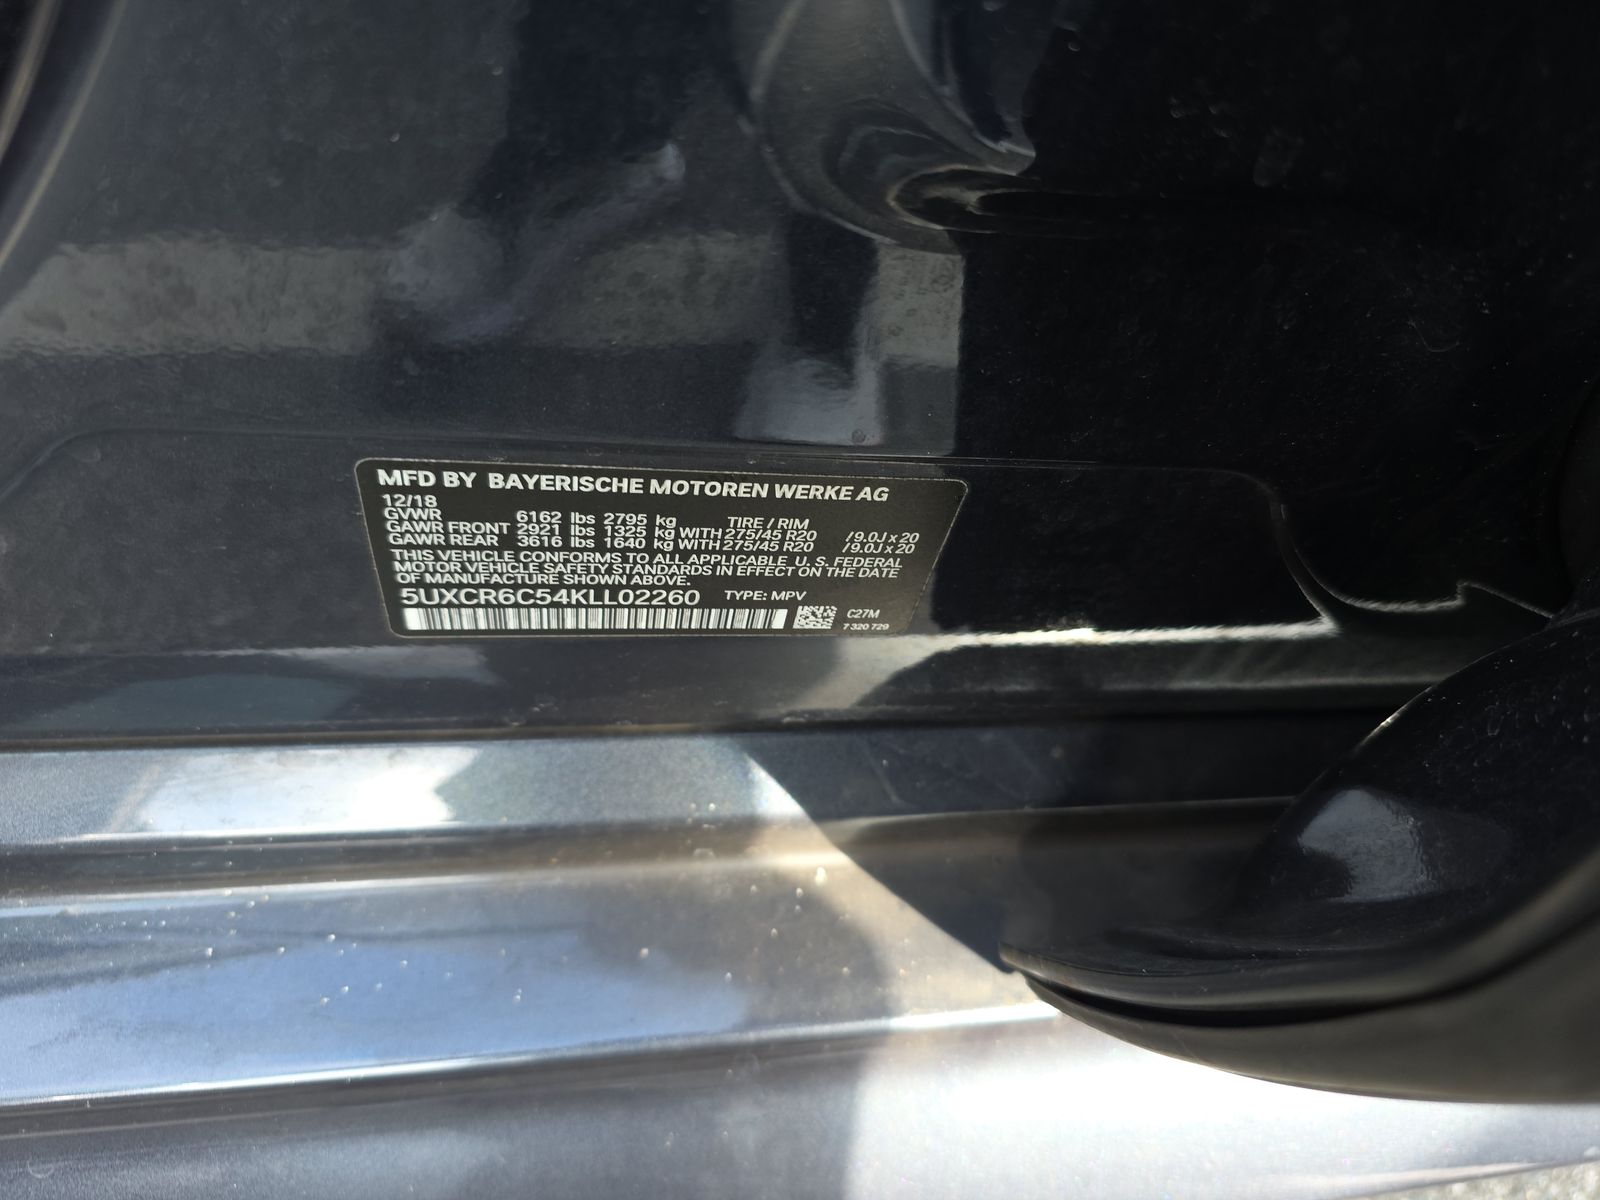 MFD BY BAYERISCHE MOTOREN WERKE AG
12/18
GVWR 6162 lbs 2795 kg TIRE / RIM
GAWR FRONT 2921 lbs 1325 kg WITH 275/45 R20 / 9.0J x 20
GAWR REAR 3616 lbs 1640 kg WITH 275/45 R20 / 9.0J x 20
THIS VEHICLE CONFORMS TO ALL APPLICABLE U. S. FEDERAL
MOTOR VEHICLE SAFETY STANDARDS IN EFFECT ON THE DATE
OF MANUFACTURE SHOWN ABOVE.
5UXCR6C54KLL02260 TYPE: MPV
C27M
7 320 729